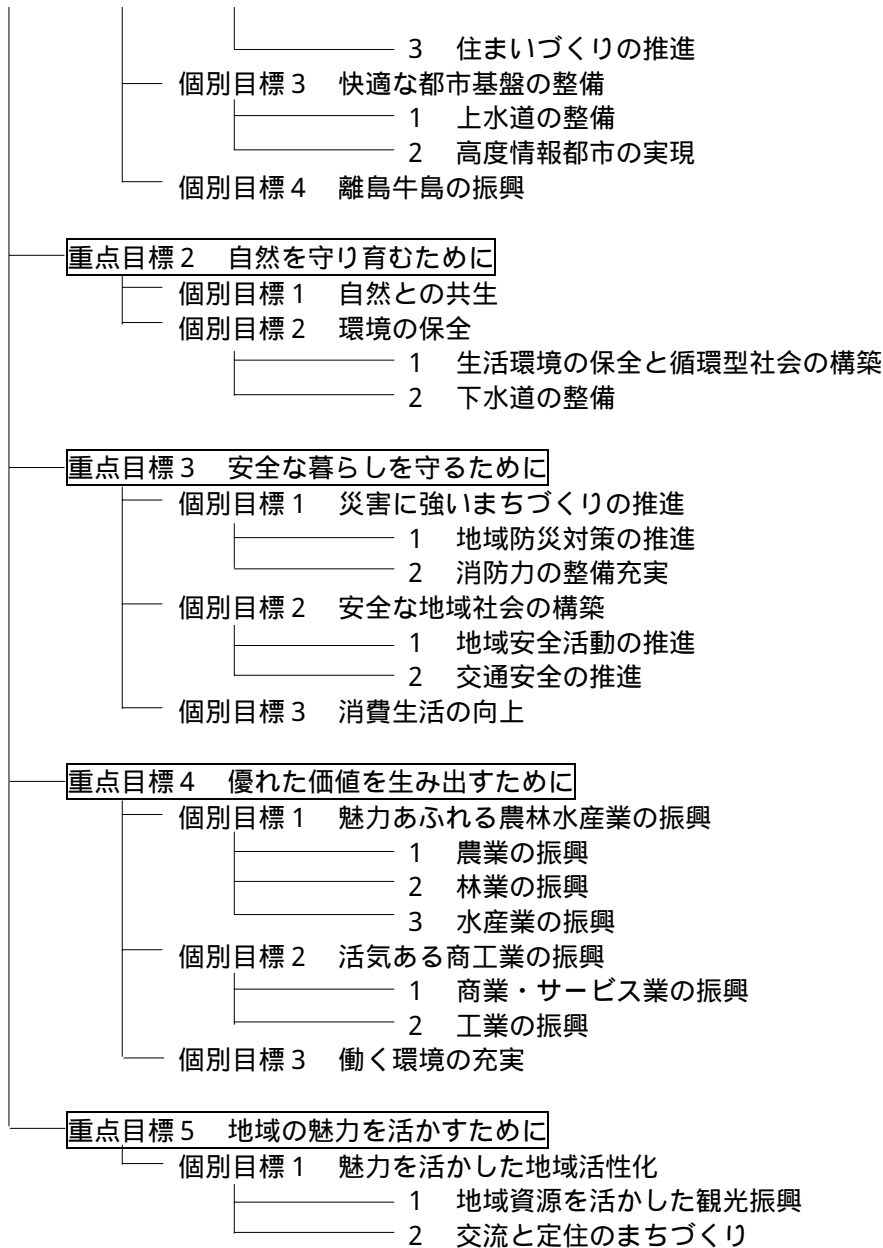 3 住まいづくりの推進
個別目標3 快適な都市基盤の整備
1 上水道の整備
2 高度情報都市の実現
個別目標4 離島牛島の振興
重点目標2 自然を守り育むために
個別目標1 自然との共生
個別目標2 環境の保全
1 生活環境の保全と循環型社会の構築
2 下水道の整備
重点目標3 安全な暮らしを守るために
個別目標1 災害に強いまちづくりの推進
1 地域防災対策の推進
2 消防力の整備充実
個別目標2 安全な地域社会の構築
1 地域安全活動の推進
2 交通安全の推進
個別目標3 消費生活の向上
重点目標4 優れた価値を生み出すために
個別目標1 魅力あふれる農林水産業の振興
1 農業の振興
2 林業の振興
3 水産業の振興
個別目標2 活気ある商工業の振興
1 商業・サービス業の振興
2 工業の振興
個別目標3 働く環境の充実
重点目標5 地域の魅力を活かすために
個別目標1 魅力を活かした地域活性化
1 地域資源を活かした観光振興
2 交流と定住のまちづくり